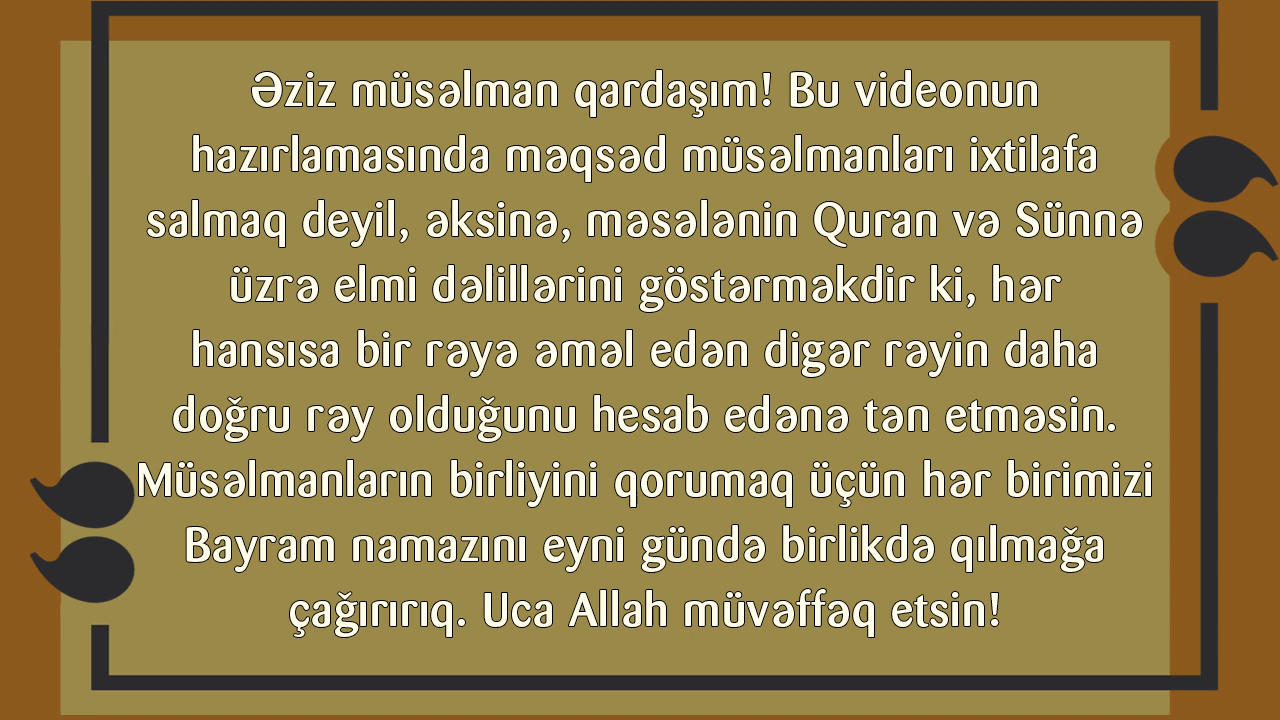 Əziz müsəlman qardaşım! Bu videonun
hazırlamasında məqsəd müsəlmanları ixtilafa
salmaq deyil, əksinə, məsələnin Quran və Sünnə
üzrə elmi dəlillərini göstərməkdir ki, hər
hansısa bir rəyə əməl edən digər rəyin daha
doğru rəy olduğunu hesab edənə tən etməsin.
Müsəlmanların birliyini qorumaq üçün hər birimizi
Bayram namazını eyni gündə birlikdə qılmağa
çağırırıq. Uca Allah müvəffəq etsin!